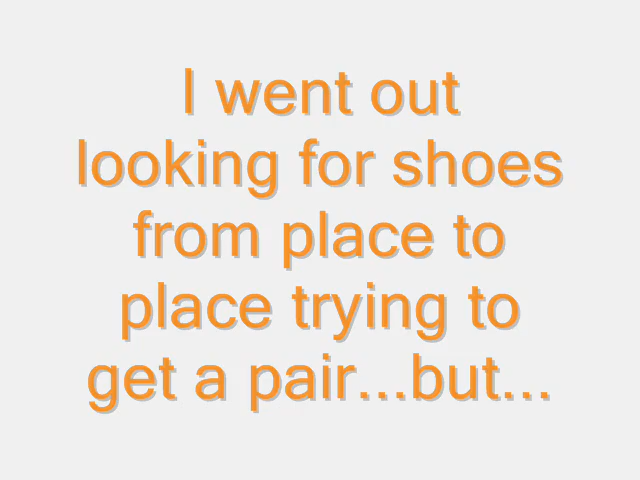 I went out
looking for shoes
from place to
place trying to
get a pair...but...